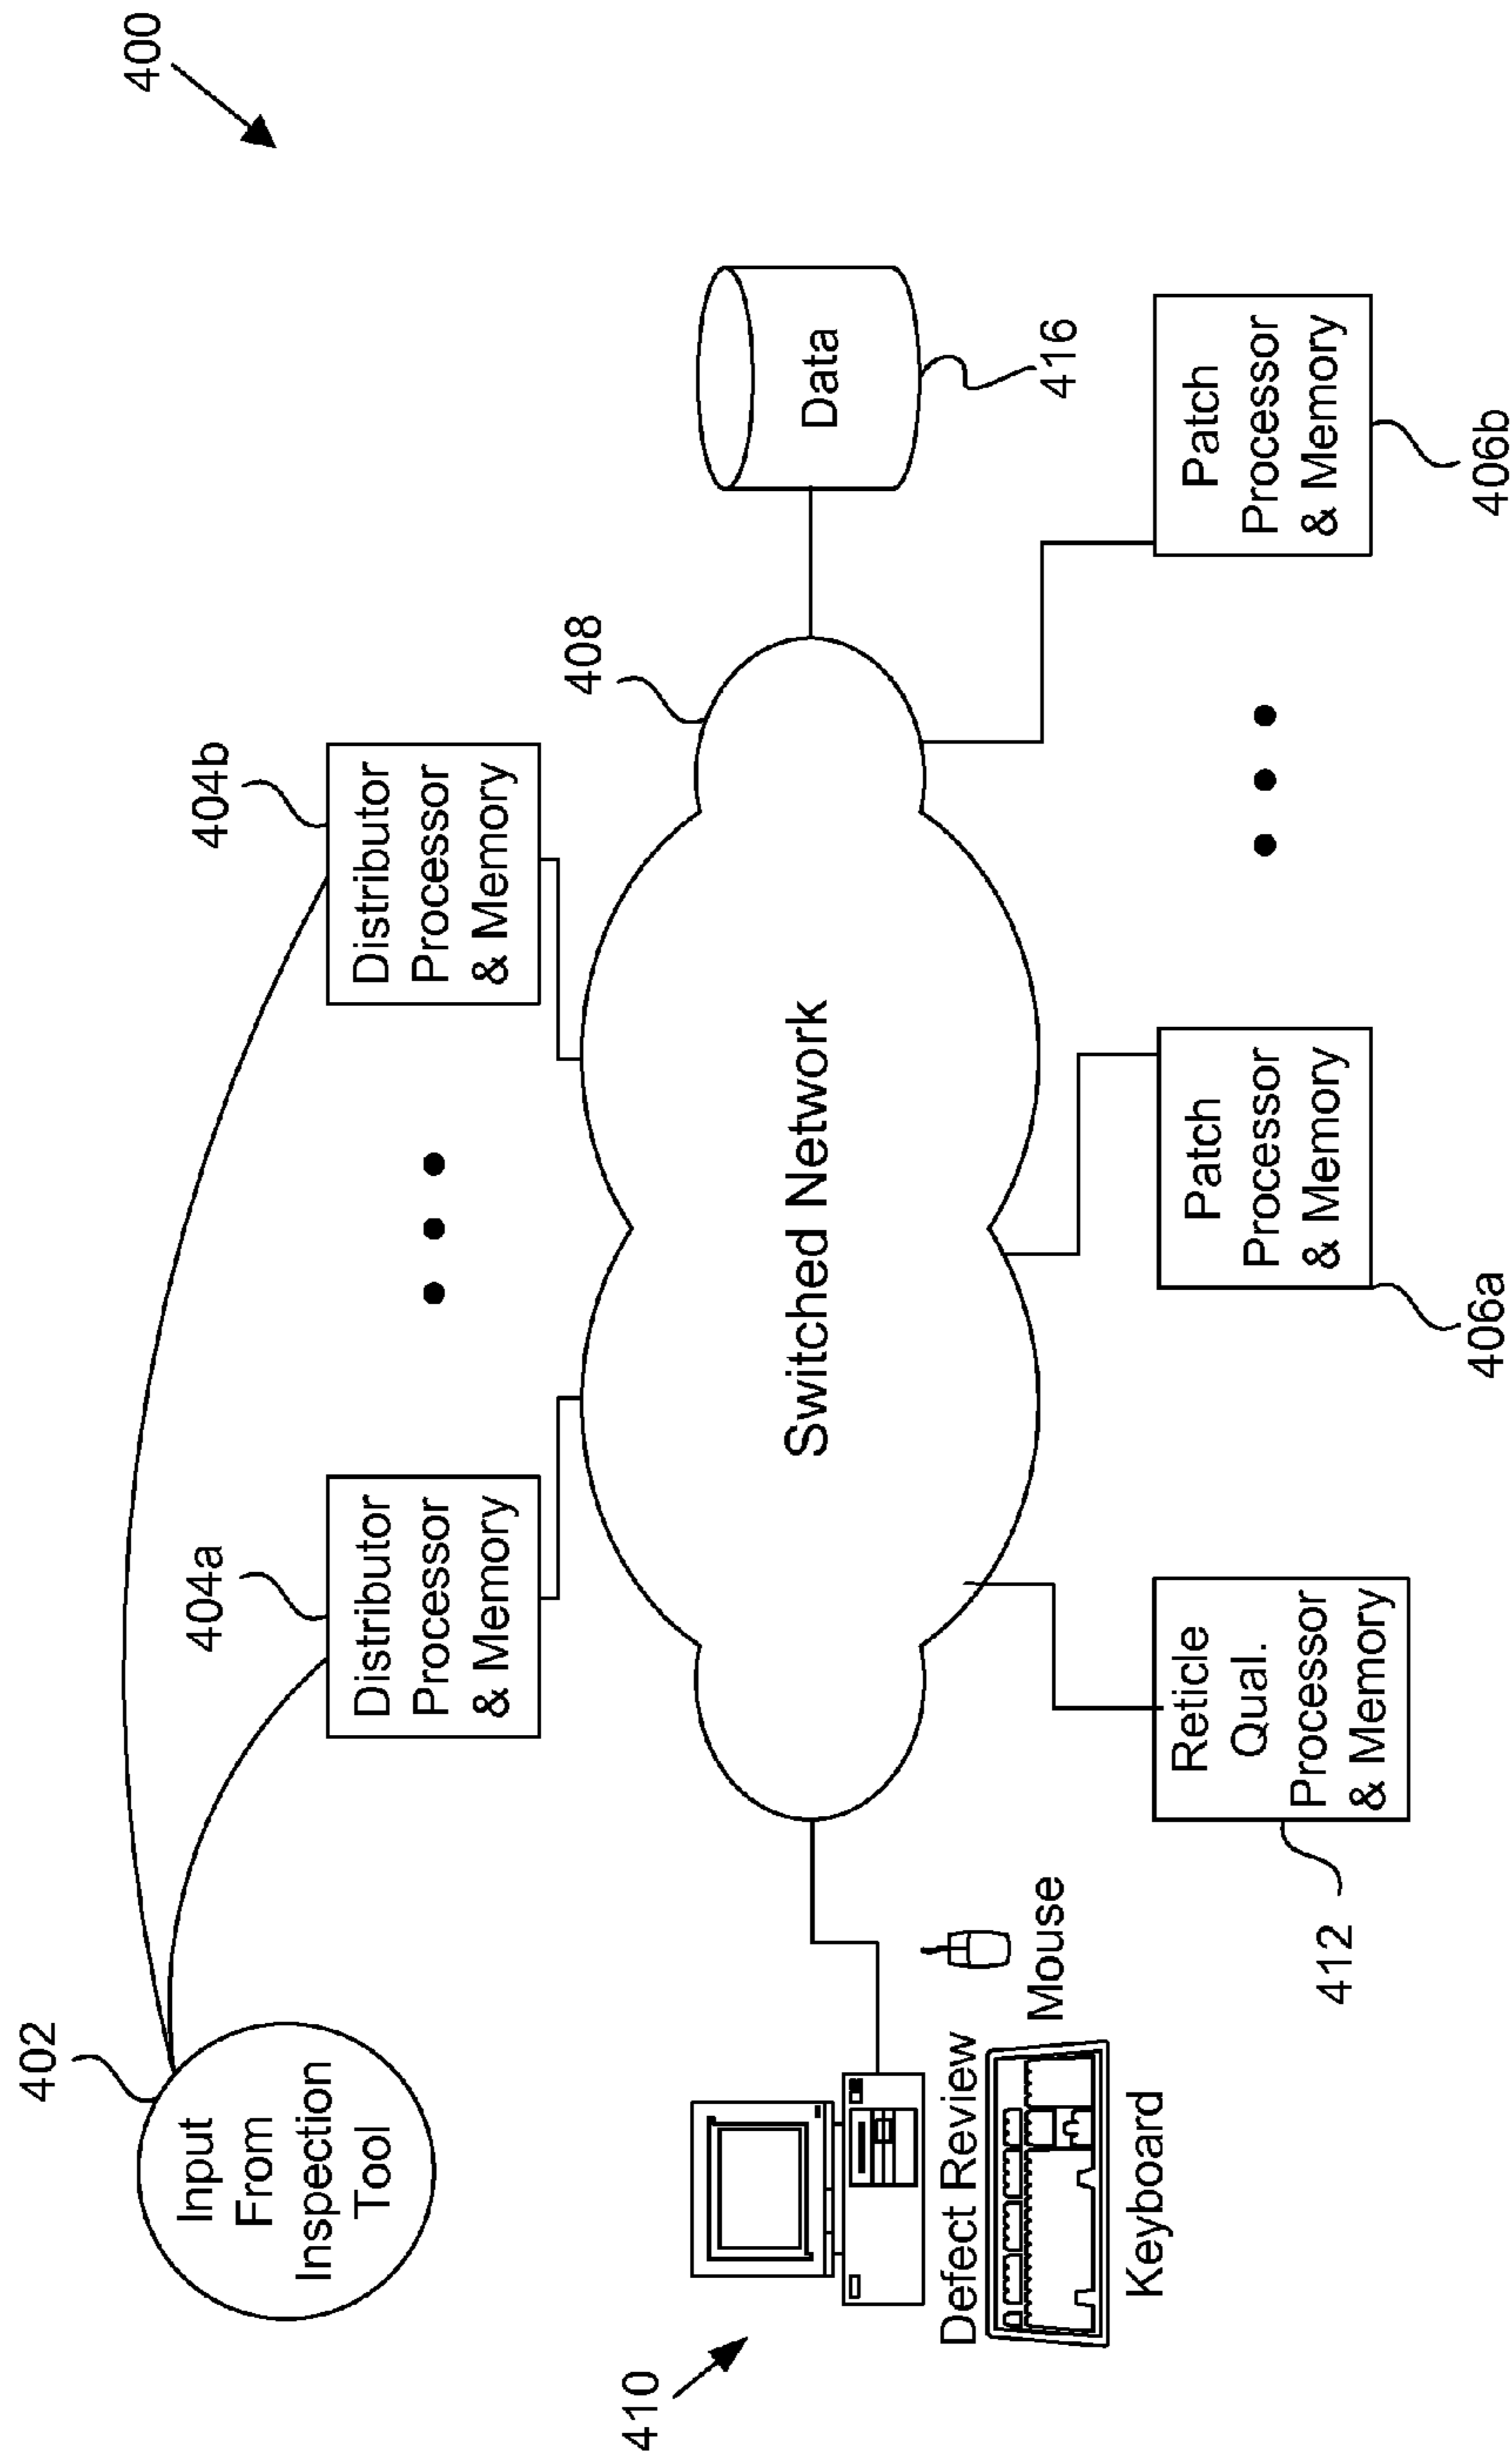 400
402
Input
From
Inspection
Tool
404a
Distributor
Processor
& Memory
404b
Distributor
Processor
& Memory
408
Switched Network
Data
416
410
Defect Review
Mouse
Keyboard
412
Reticle
Qual.
Processor
& Memory
Patch
Processor
& Memory
406a
Patch
Processor
& Memory
406b